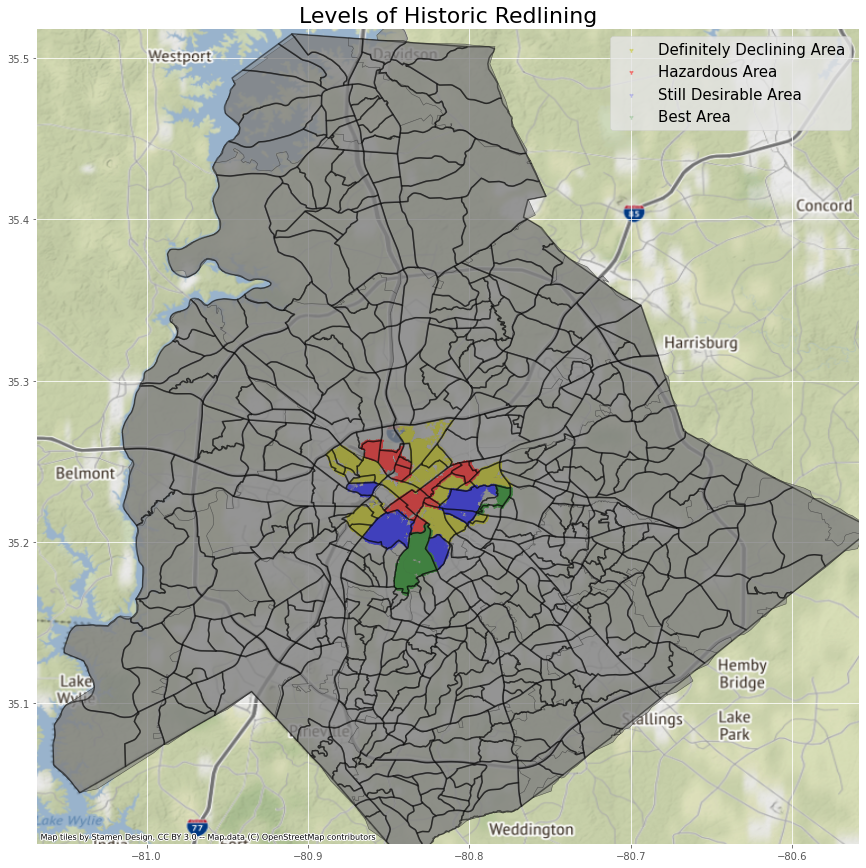 Levels of Historic Redlining
Westport
Davidson
Definitely Declining Area
Hazardous Area
Still Desirable Area
Best Area
35.5
35.4
35.3
35.2
35.1
85
Concord
Harrisburg
Belmont
Lake
Wylie
Hemby
Bridge
Stallings
Lake
Park
Pineville
Lake Wylie
77
Weddington
Map tiles by Stamen Design, CC BY 3.0 -- Map data (C) OpenStreetMap contributors
−81.0
−80.9
−80.8
−80.7
−80.6